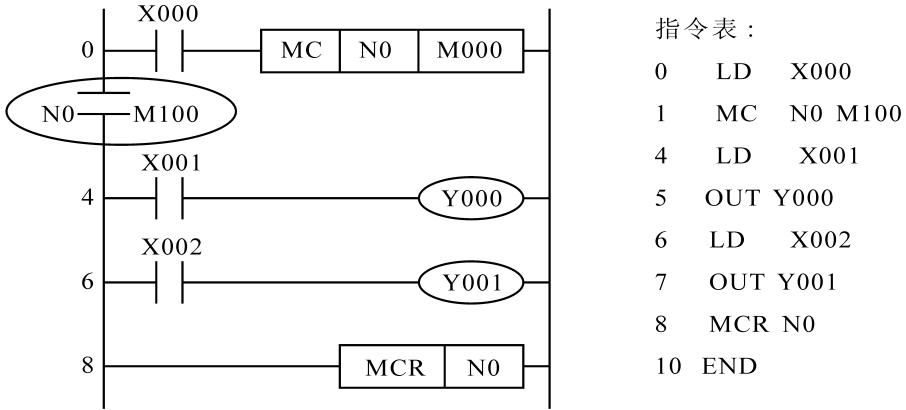 X000
0 MC N0 M000
N0 M100
X001
4 Y000
X002
6 Y001
8 MCR N0
指令表：
0 LD X000
1 MC N0 M100
4 LD X001
5 OUT Y000
6 LD X002
7 OUT Y001
8 MCR N0
10 END